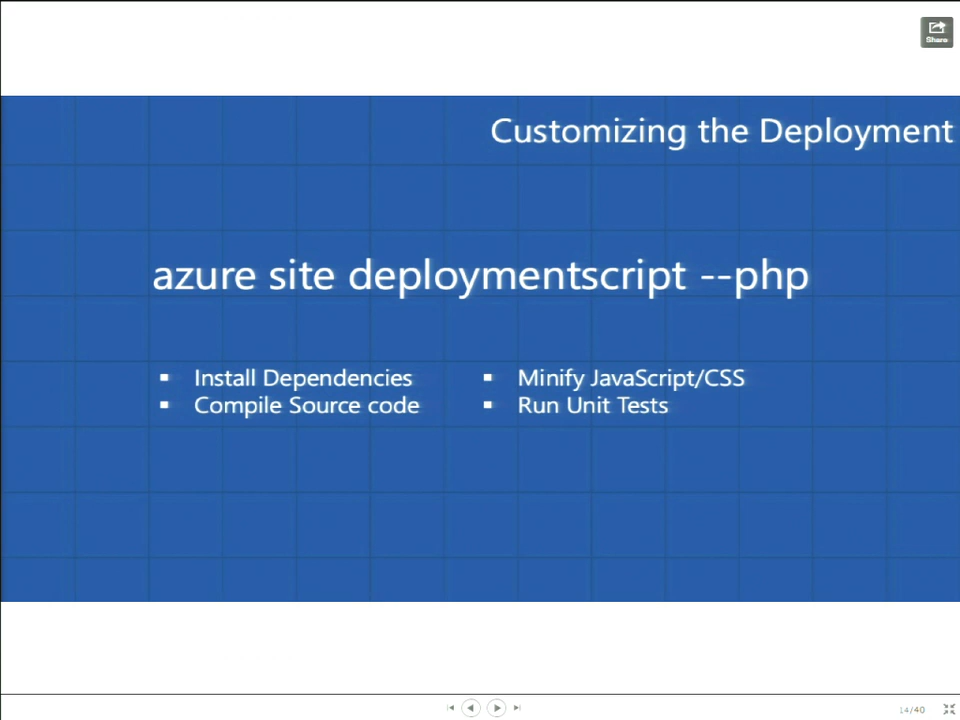 Share
Customizing the Deployment
azure site deploymentscript --php
▪ Install Dependencies
▪ Compile Source code
▪ Minify JavaScript/CSS
▪ Run Unit Tests
14/40